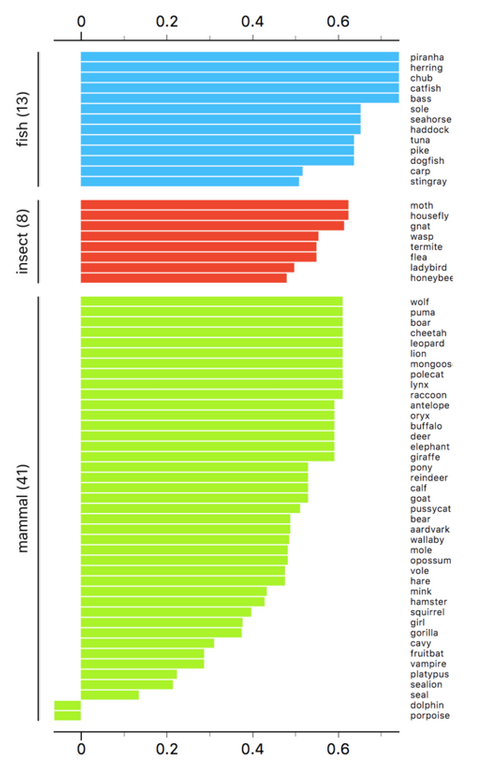 0 0.2 0.4 0.6
fish (13)
piranha
herring
chub
catfish
bass
sole
seahorse
haddock
tuna
pike
dogfish
carp
stingray
insect (8)
moth
housefly
gnat
wasp
termite
flea
ladybird
honeybee
mammal (41)
wolf
puma
boar
cheetah
leopard
lion
mongoos
polecat
lynx
raccoon
antelope
oryx
buffalo
deer
elephant
giraffe
pony
reindeer
calf
goat
pussycat
bear
aardvark
wallaby
mole
opossum
vole
hare
mink
hamster
squirrel
girl
gorilla
cavy
fruitbat
vampire
platypus
sealion
seal
dolphin
porpoise
0 0.2 0.4 0.6